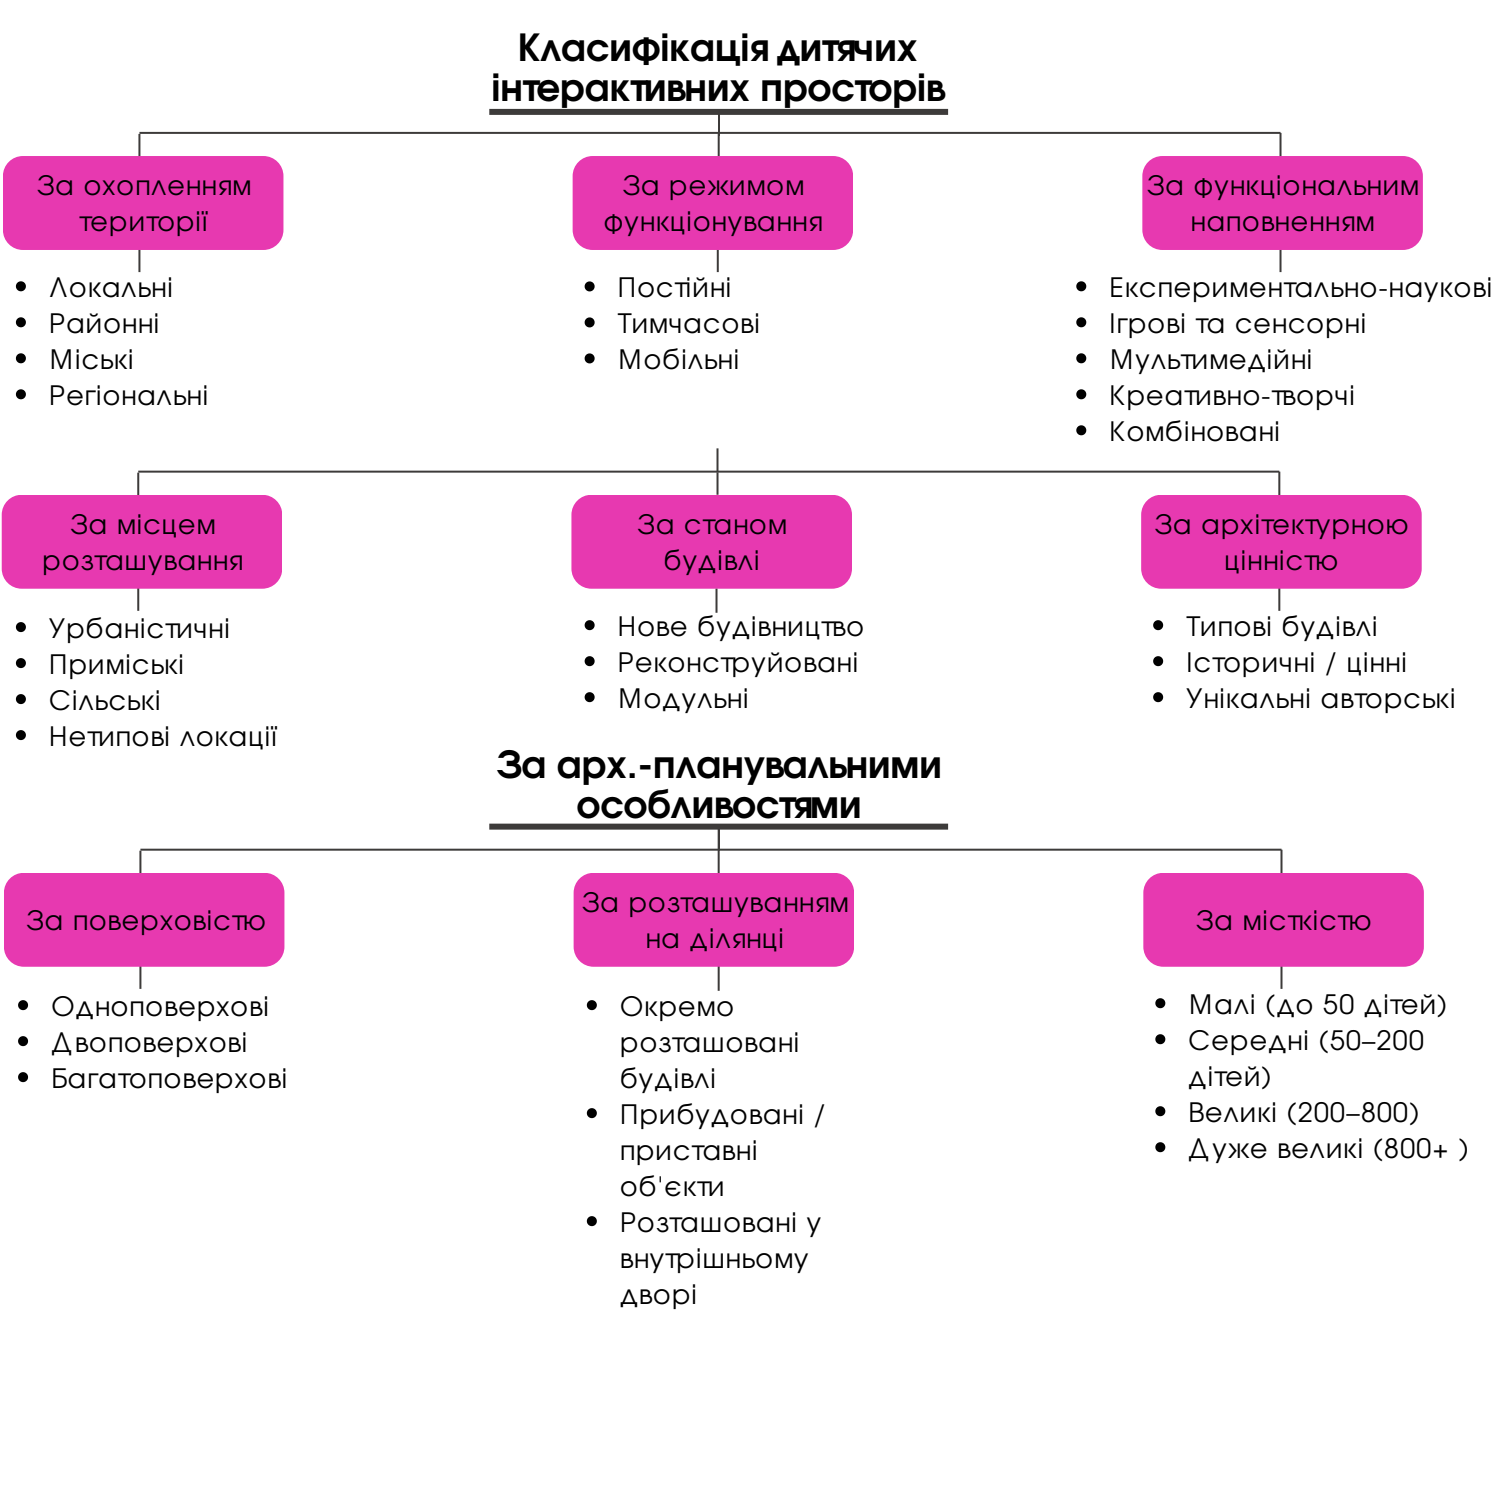 Класифікація дитячих
інтерактивних просторів
За охопленням
території
• Локальні
• Районні
• Міські
• Регіональні
За режимом
функціонування
• Постійні
• Тимчасові
• Мобільні
За функціональним
наповненням
• Експериментально-наукові
• Ігрові та сенсорні
• Мультимедійні
• Креативно-творчі
• Комбіновані
За місцем
розташування
• Урбаністичні
• Приміські
• Сільські
• Нетипові локації
За станом
будівлі
• Нове будівництво
• Реконструйовані
• Модульні
За архітектурною
цінністю
• Типові будівлі
• Історичні / цінні
• Унікальні авторські
За арх.-планувальними
особливостями
За поверховістю
• Одноповерхові
• Двоповерхові
• Багатоповерхові
За розташуванням
на ділянці
• Окремо
розташовані
будівлі
• Прибудовані /
приставні
об'єкти
• Розташовані у
внутрішньому
дворі
За місткістю
• Малі (до 50 дітей)
• Середні (50–200
дітей)
• Великі (200–800)
• Дуже великі (800+ )